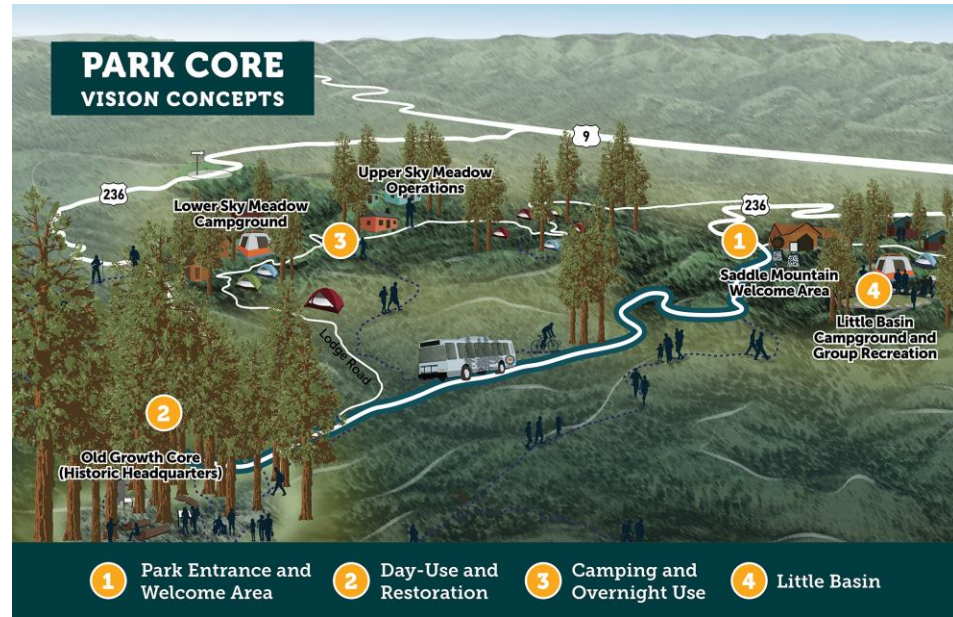 PARK CORE
VISION CONCEPTS
9
236
Upper Sky Meadow
Operations
Lower Sky Meadow
Campground
236
3
1
Saddle Mountain
Welcome Area
4
Little Basin
Campground and
Group Recreation
Lodge Road
2
Old Growth Core
(Historic Headquarters)
1 Park Entrance and
Welcome Area
2 Day-Use and
Restoration
3 Camping and
Overnight Use
4 Little Basin